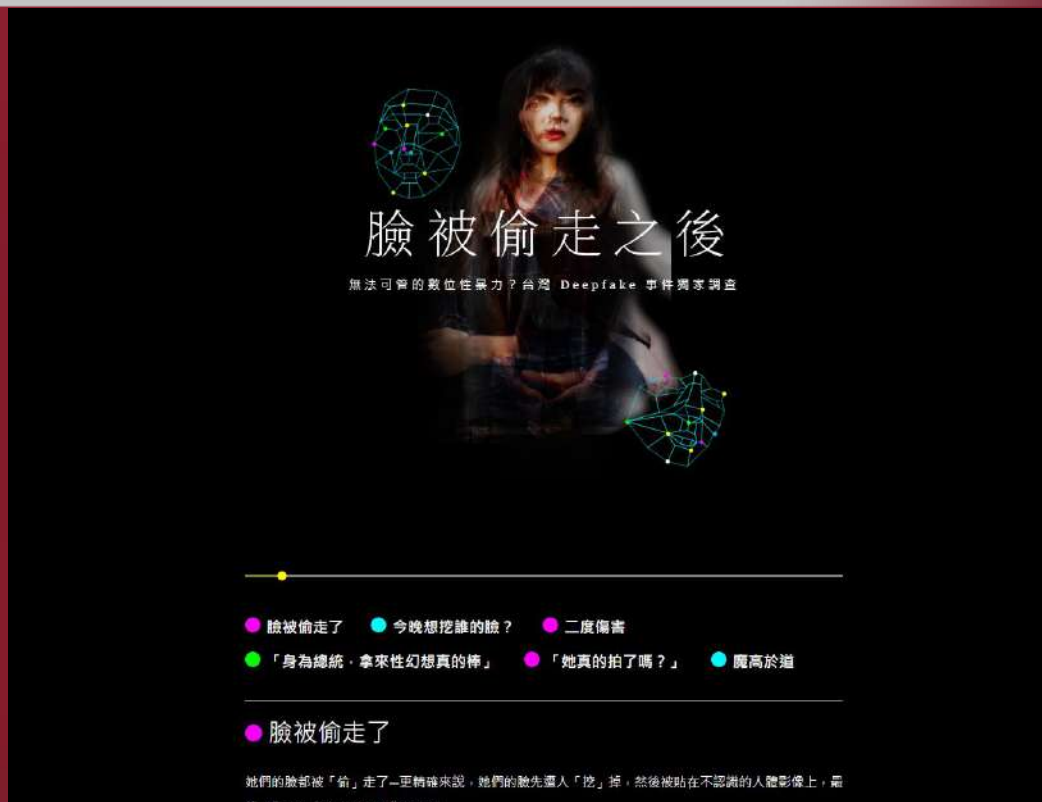 臉被偷走之後
無法可管的數位性暴力？台灣 Deepfake 事件獨家調查
臉被偷走了 今晚想挖誰的臉？ 二度傷害
「身為總統，拿來性幻想真的棒」 「她真的拍了嗎？」 魔高於道
臉被偷走了
她們的臉都被「偷」走了—更精確來說，她們的臉先遭人「挖」掉，然後被貼在不認識的人體影像上，最